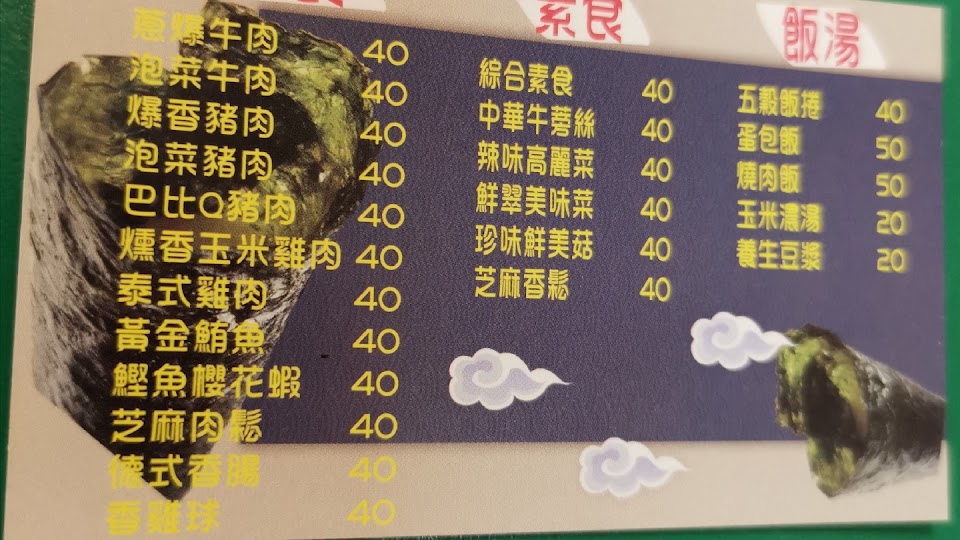 蔥爆牛肉 40
泡菜牛肉 40
爆香豬肉 40
泡菜豬肉 40
巴比Q豬肉 40
燻香玉米雞肉 40
泰式雞肉 40
黃金鮪魚 40
鰹魚櫻花蝦 40
芝麻肉鬆 40
德式香腸 40
香雞球 40
素食
綜合素食 40
中華牛蒡絲 40
辣味高麗菜 40
鮮翠美味菜 40
珍味鮮美菇 40
芝麻香鬆 40
飯湯
五穀飯捲 40
蛋包飯 50
燒肉飯 50
玉米濃湯 20
養生豆漿 20